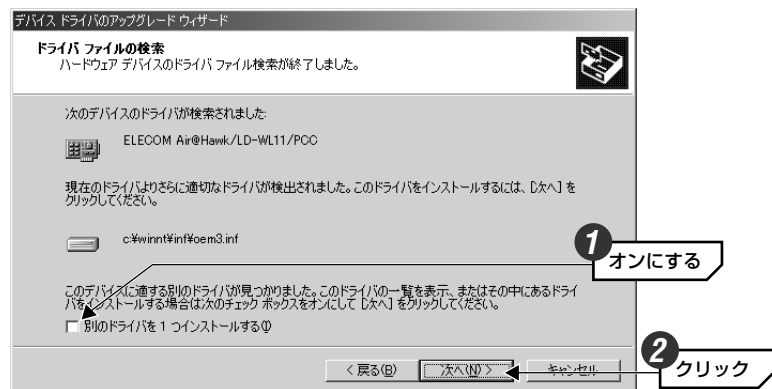 デバイス ドライバのアップグレード ウィザード
ドライバ ファイルの検索
ハードウェア デバイスのドライバ ファイル検索が終了しました。
次のデバイスのドライバが検索されました:
ELECOM Air@Hawk/LD-WL11/PCC
現在のドライバよりさらに適切なドライバが検出されました。このドライバをインストールするには、[次へ] を
クリックしてください。
c:¥winnt¥inf¥oem3.inf
1
オンにする
このデバイスに適する別のドライバが見つかりました。このドライバの一覧を表示、またはその中にあるドライ
バをインストールする場合は次のチェック ボックスをオンにして [次へ] をクリックしてください。
別のドライバを 1 つインストールする(I)
< 戻る(B)
次へ(N) >
キャンセル
2
クリック